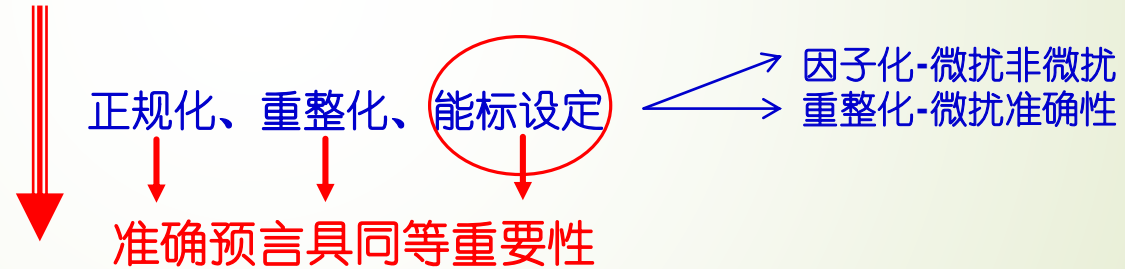 因子化-微扰非微扰
正规化、重整化、能标设定
重整化-微扰准确性
准确预言具同等重要性